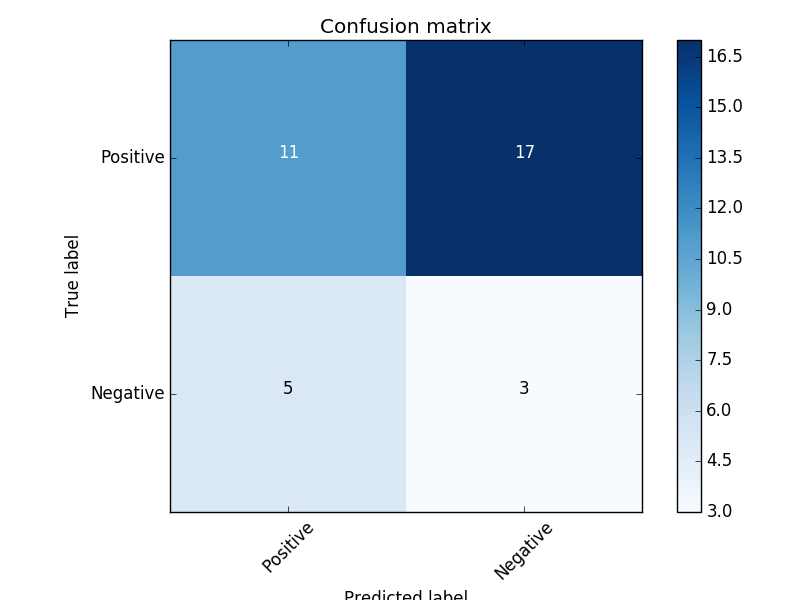 Confusion matrix
16.5
15.0
13.5
12.0
10.5
9.0
7.5
6.0
4.5
3.0
Positive
11
17
Negative
5
3
True label
Positive
Negative
Predicted label